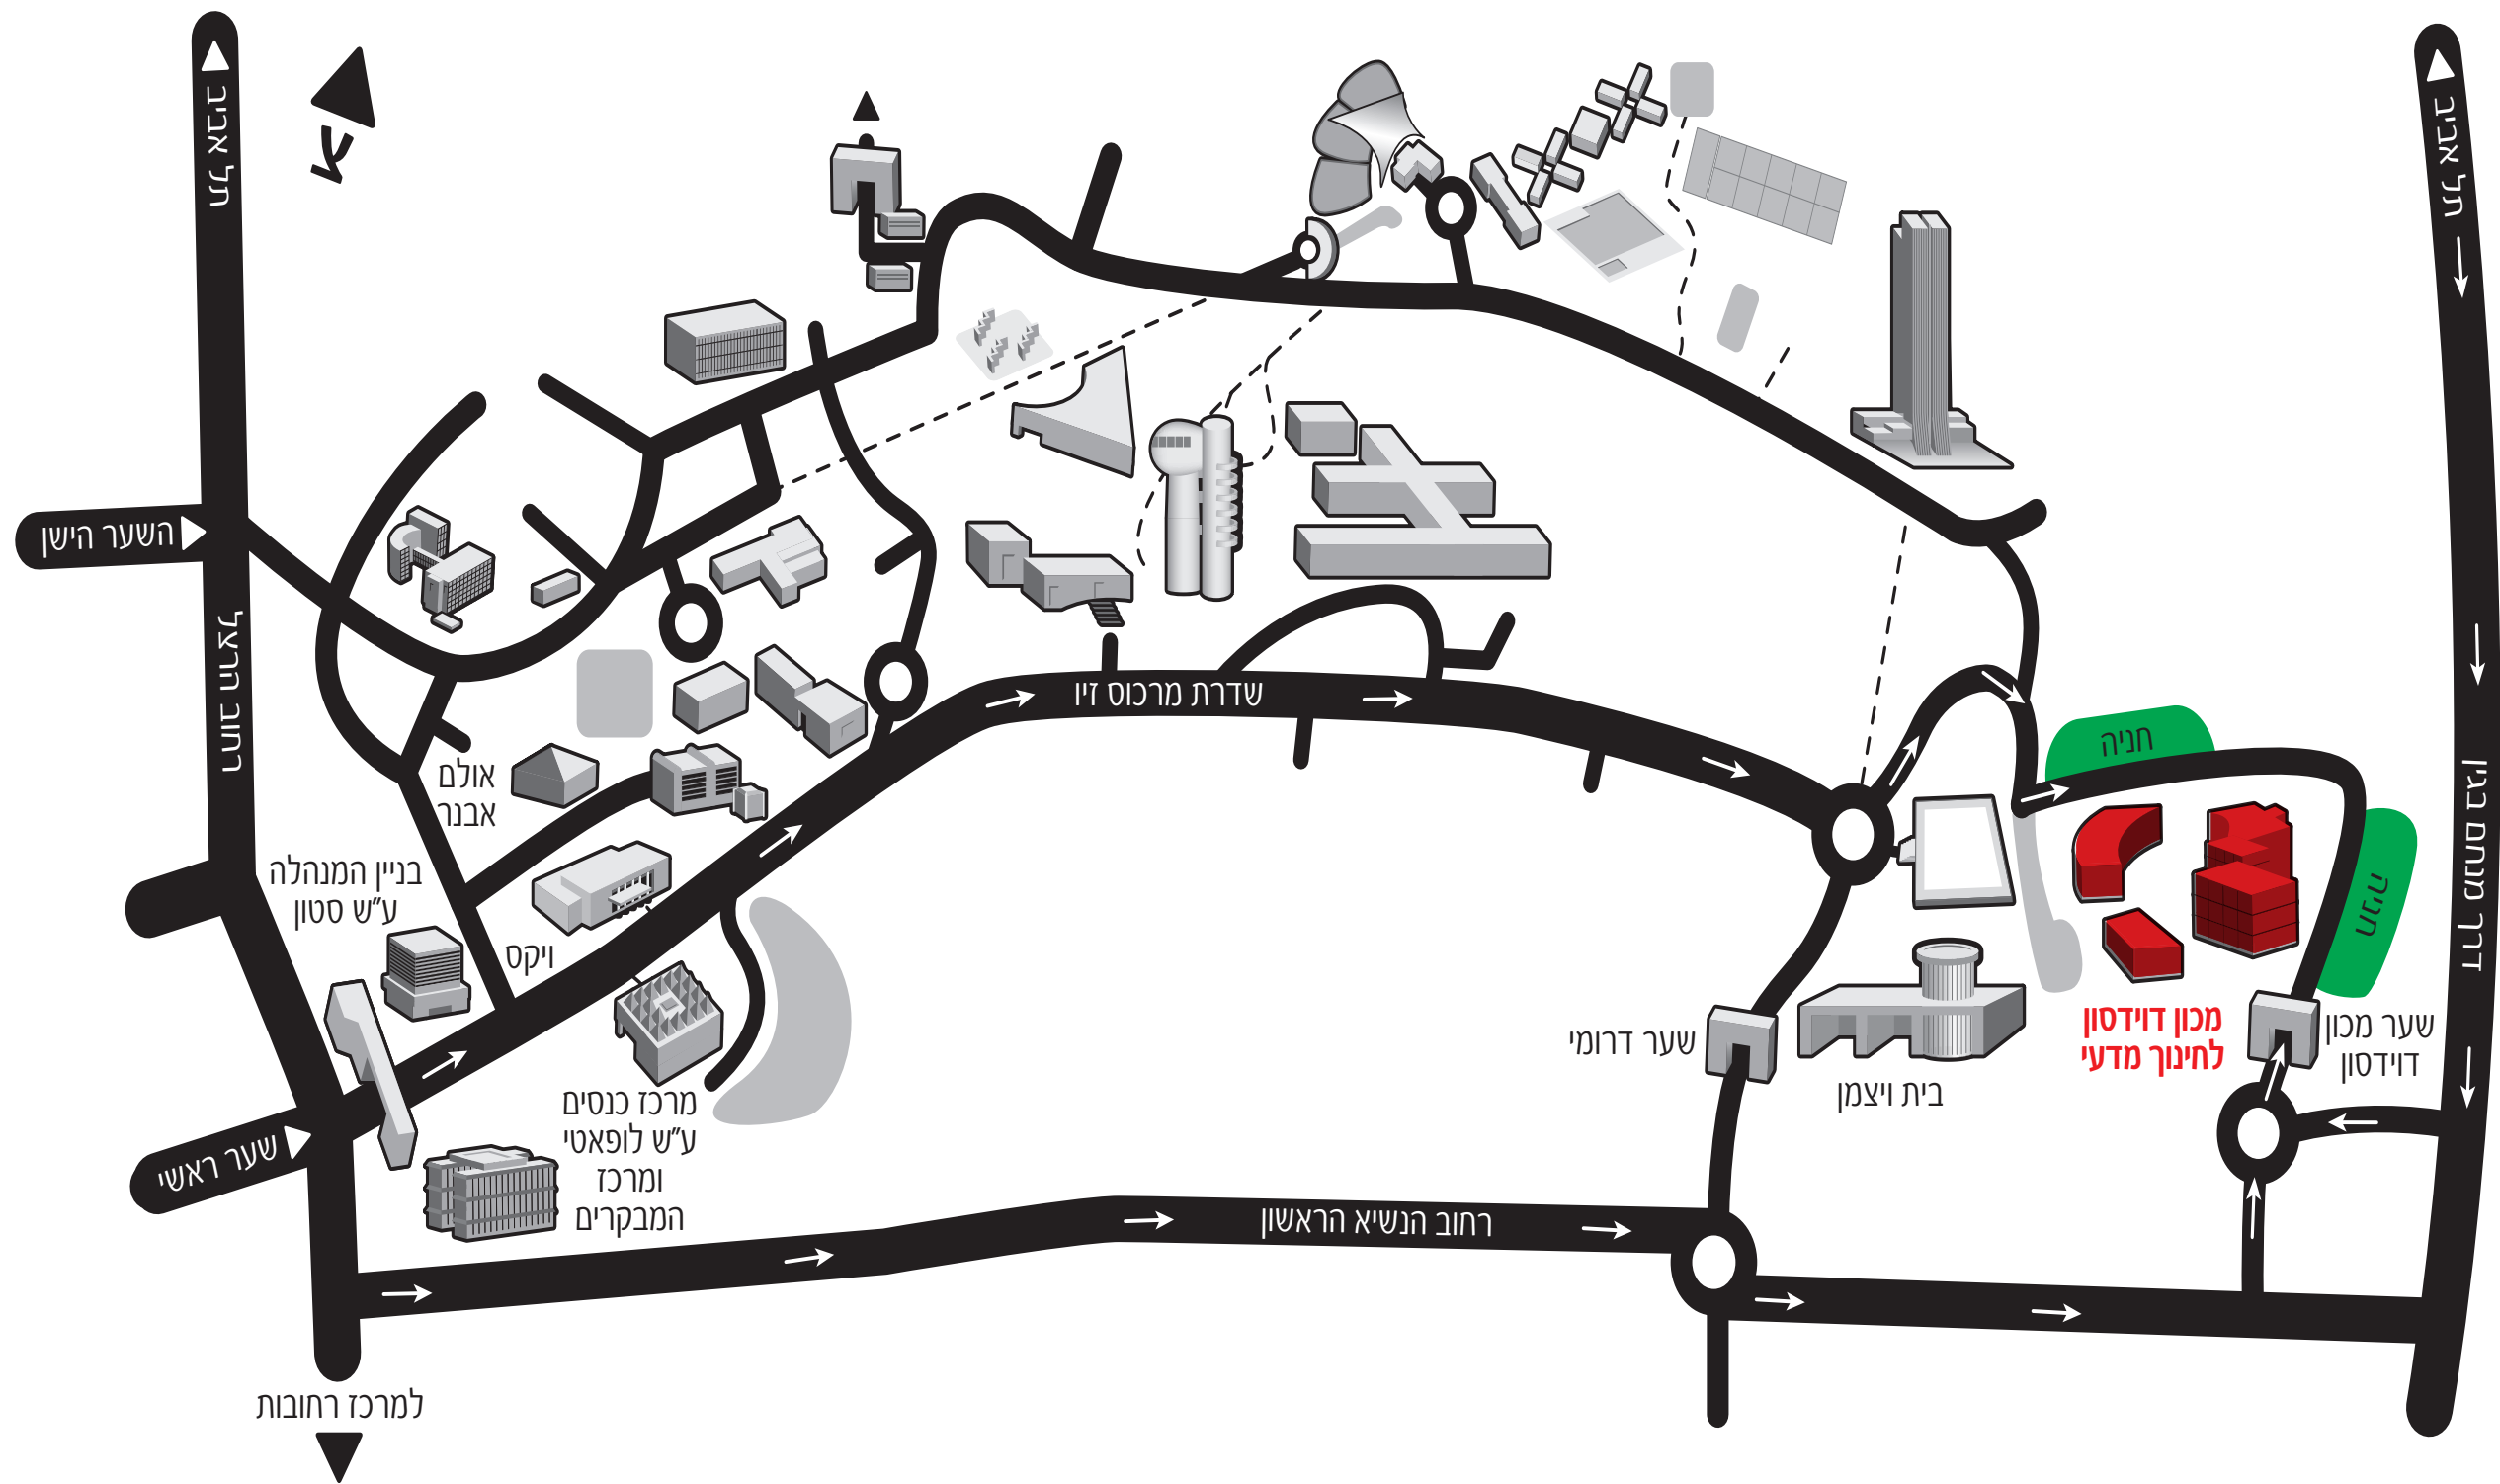 תל אביב
תל אביב
צ
השער הישן
רחוב הרצל
שדרת מרכוס זיו
חניה
חניה
דרך מנחם בגין
אולם
אבנר
בניין המנהלה
ע"ש סטון
ויקס
מכון דוידסון
לחינוך מדעי
שער מכון
דוידסון
שער דרומי
בית ויצמן
מרכז כנסים
ע"ש לופאטי
ומרכז
המבקרים
שער ראשי
רחוב הנשיא הראשון
למרכז רחובות